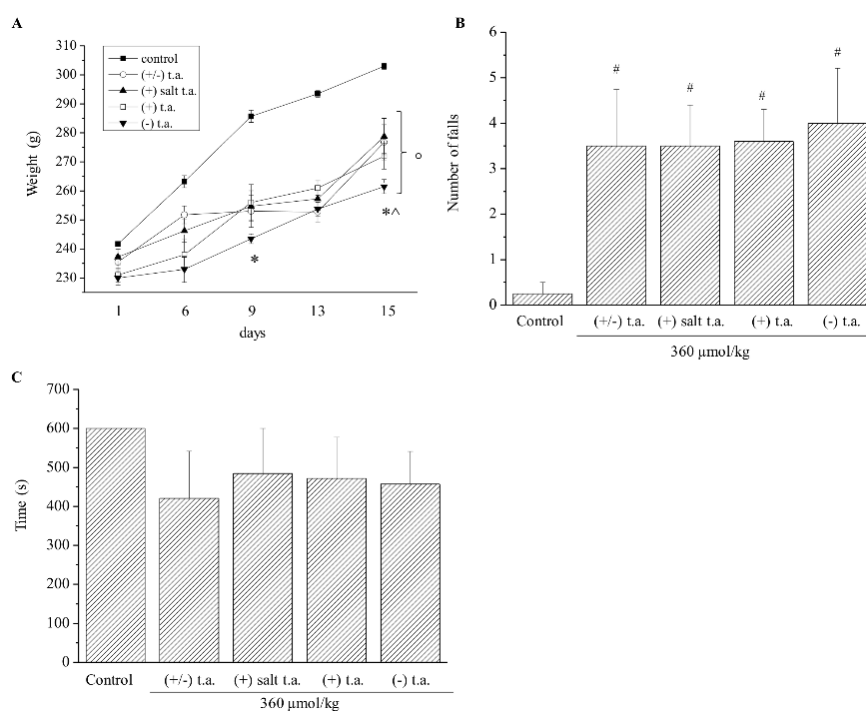 A
310
300
290
280
270
260
250
240
230
Weight (g)
control
(+/-) t.a.
(+) salt t.a.
(+) t.a.
(-) t.a.
*
*^
1 6 9 13 15
days
B
6
5
4
3
2
1
0
Number of falls
# # # #
Control (+/-) t.a. (+) salt t.a. (+) t.a. (-) t.a.
360 µmol/kg
C
700
600
500
400
300
200
100
0
Time (s)
Control (+/-) t.a. (+) salt t.a. (+) t.a. (-) t.a.
360 µmol/kg